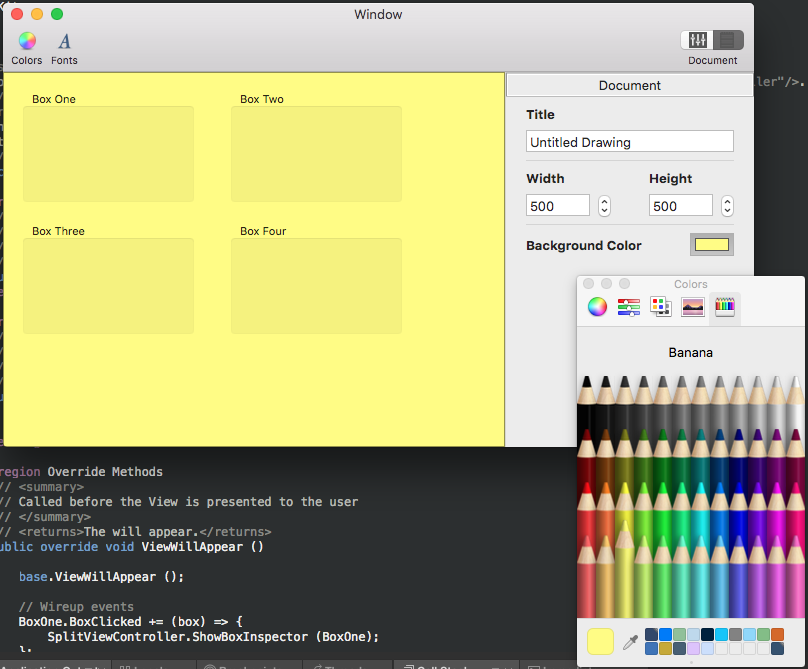 Window
Colors Fonts
Document
ler"/>.
Document
Box One Box Two
Title
Untitled Drawing
Width Height
500 500
Box Three Box Four
Background Color
Colors
Banana
region Override Methods
// <summary>
// Called before the View is presented to the user
// </summary>
// <returns>The will appear.</returns>
ublic override void ViewWillAppear ()
base.ViewWillAppear ();
// Wireup events
BoxOne.BoxClicked += (box) => {
SplitViewController.ShowBoxInspector (BoxOne);
};